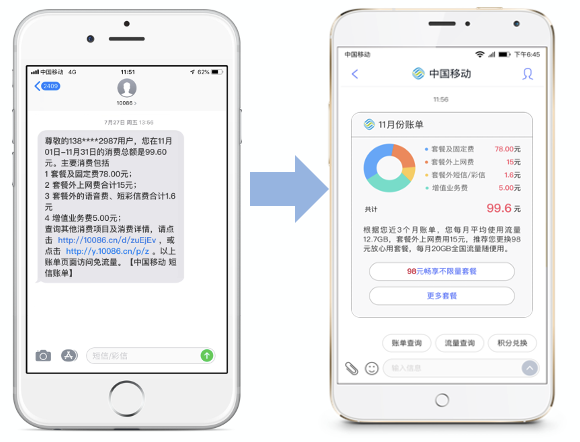 中国移动 4G 11:51 62%
2409
10086 >
7月27日 周五 13:56
尊敬的138****2987用户，您在11月
01日-11月31日的消费总额是99.60
元。主要消费包括
1 套餐及固定费78.00元；
2 套餐外上网费合计15元；
3 套餐外的语音费、短彩信费合计1.6
元
4 增值业务费5.00元；
查询其他消费项目及消费详情，请点
击 http://10086.cn/d/zuEjEv ，或
点击 http://y.10086.cn/p/z 。以上
账单页面访问免流量。【中国移动 短
信账单】
短信/彩信
中国移动 下午6:45
中国移动
11:56
11月份账单
套餐及固定费 78.00元
套餐外上网费 15元
套餐外短信/彩信 1.6元
增值业务费 5.00元
共计 99.6 元
根据您近3个月账单，您每月平均使用流量
12.7GB，套餐外上网费用15元，推荐您更换98
元放心用套餐，每月20GB全国流量随便用。
98元畅享不限量套餐
更多套餐
账单查询 流量查询 积分兑换
输入信息